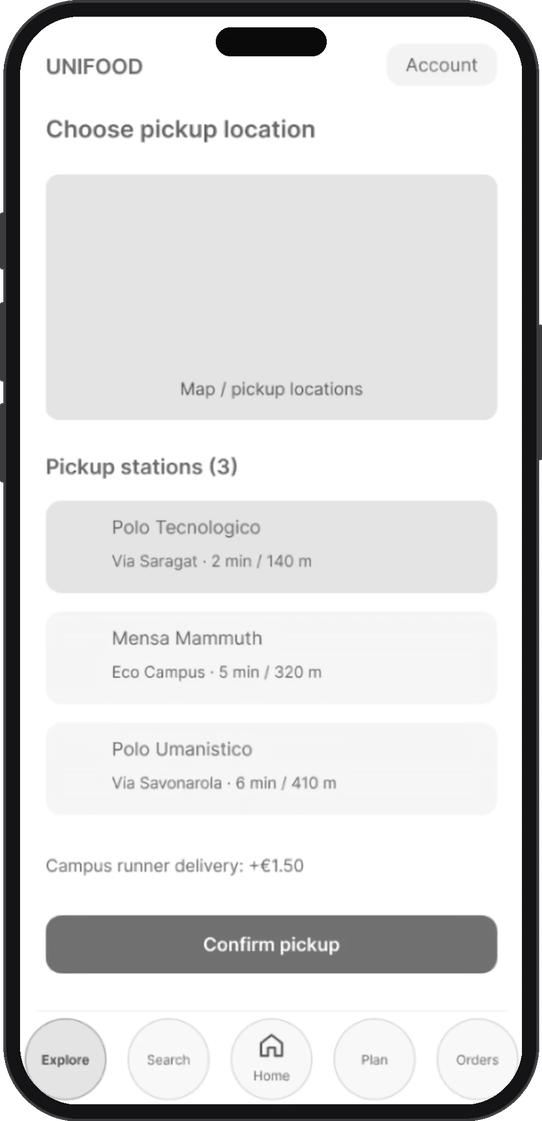 UNIFOOD
Account
Choose pickup location
Map / pickup locations
Pickup stations (3)
Polo Tecnologico
Via Saragat · 2 min / 140 m
Mensa Mammuth
Eco Campus · 5 min / 320 m
Polo Umanistico
Via Savonarola · 6 min / 410 m
Campus runner delivery: +€1.50
Confirm pickup
Explore
Search
Home
Plan
Orders